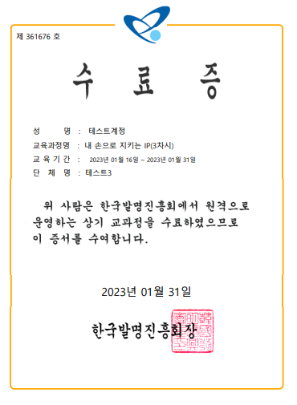 제 361676 호
수 료 증
성 명 : 테스트계정
교육과정명 : 내 손으로 지키는 IP(3차시)
교 육 기 간 : 2023년 01월 16일 ~ 2023년 01월 31일
단 체 명 : 테스트3
위 사람은 한국발명진흥회에서 원격으로
운영하는 상기 교과정을 수료하였으므로
이 증서를 수여합니다.
2023년 01월 31일
한국발명진흥회장